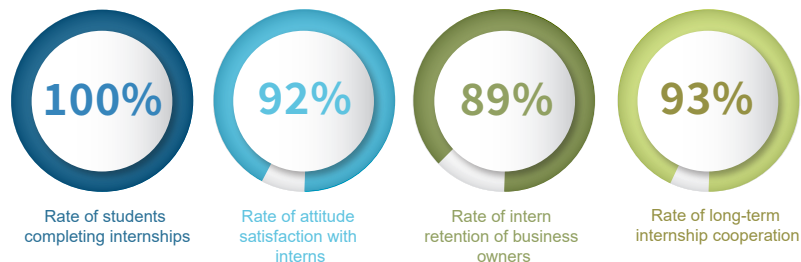 100%
Rate of students
completing internships
92%
Rate of attitude
satisfaction with
interns
89%
Rate of intern
retention of business
owners
93%
Rate of long-term
internship cooperation